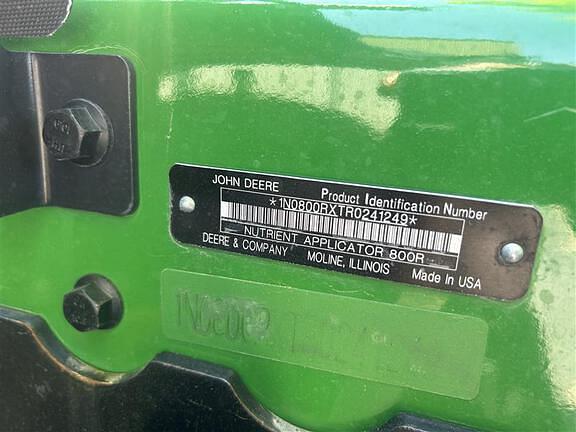 JOHN DEERE Product Identification Number
*1N0800RXTR0241249*
NUTRIENT APPLICATOR 800R
DEERE & COMPANY MOLINE, ILLINOIS Made in USA